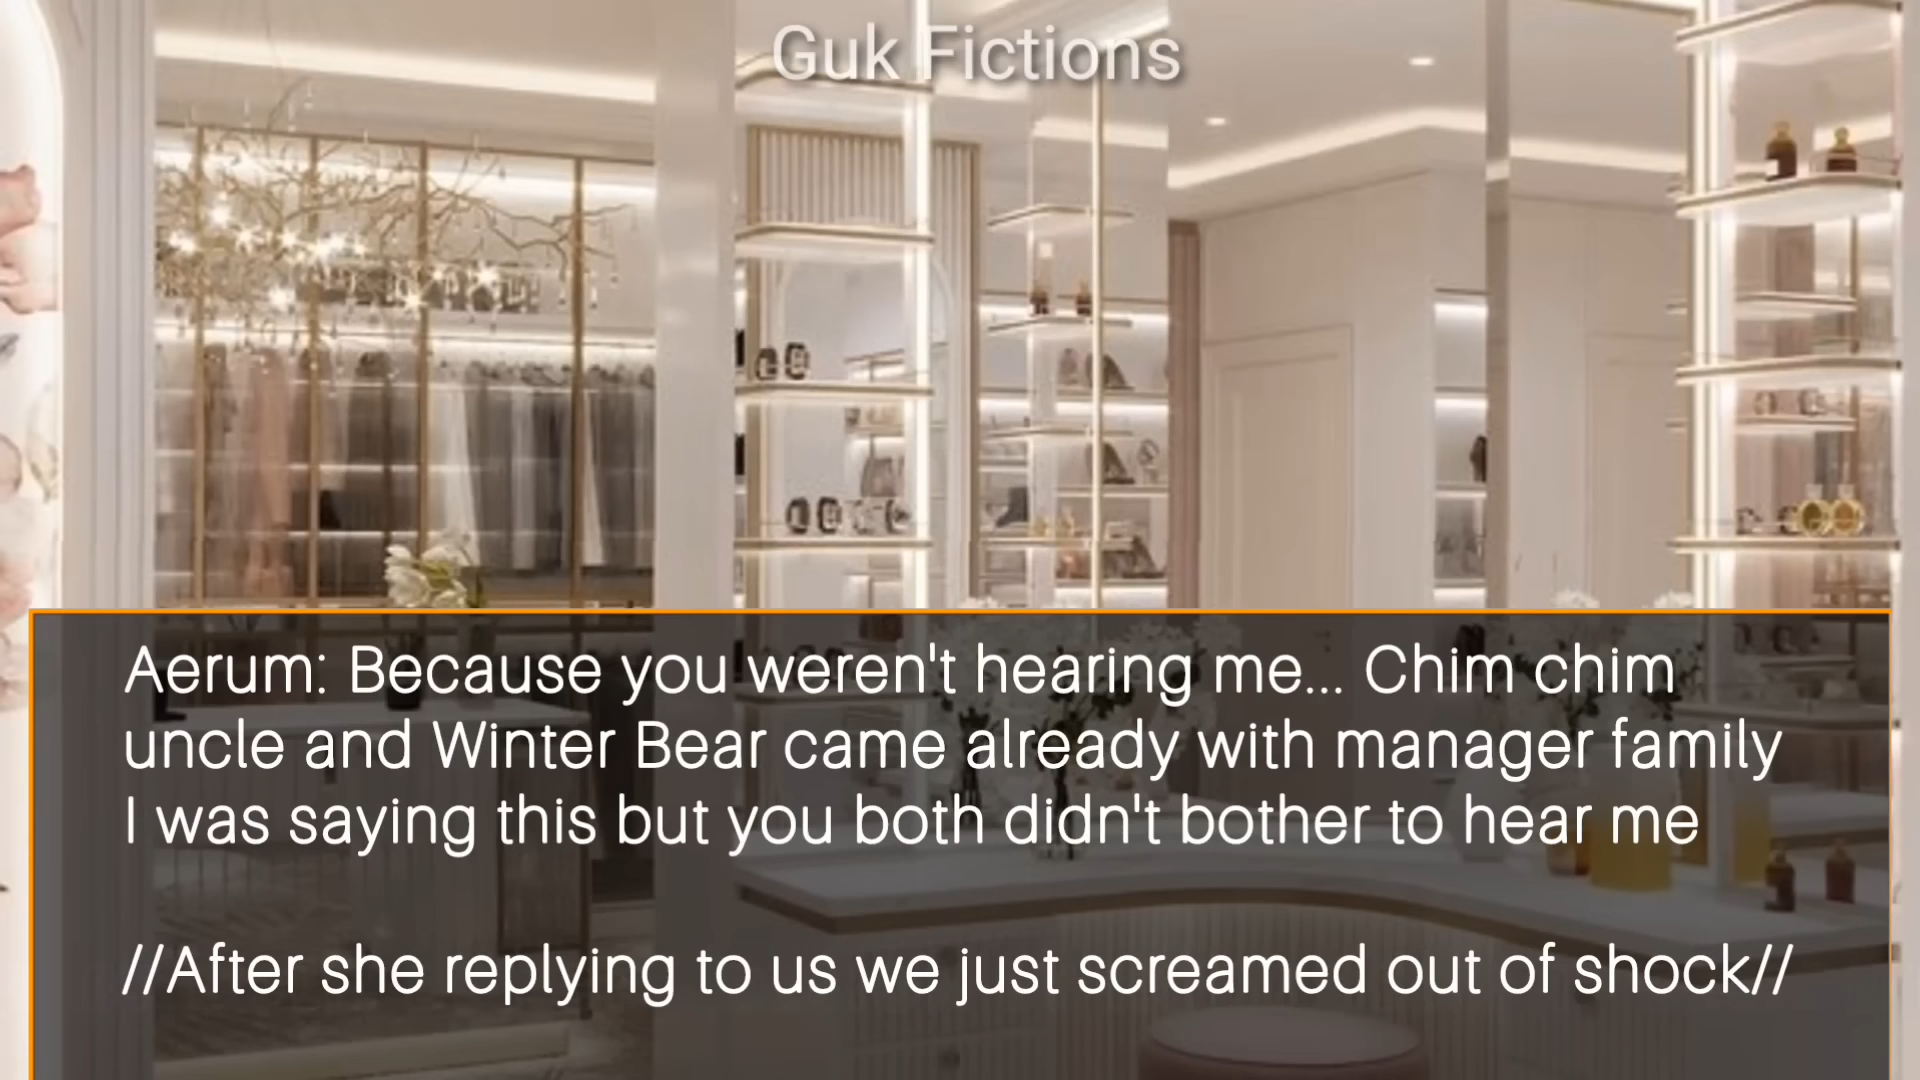 Guk Fictions
Aerum: Because you weren't hearing me... Chim chim
uncle and Winter Bear came already with manager family
I was saying this but you both didn't bother to hear me
//After she replying to us we just screamed out of shock//